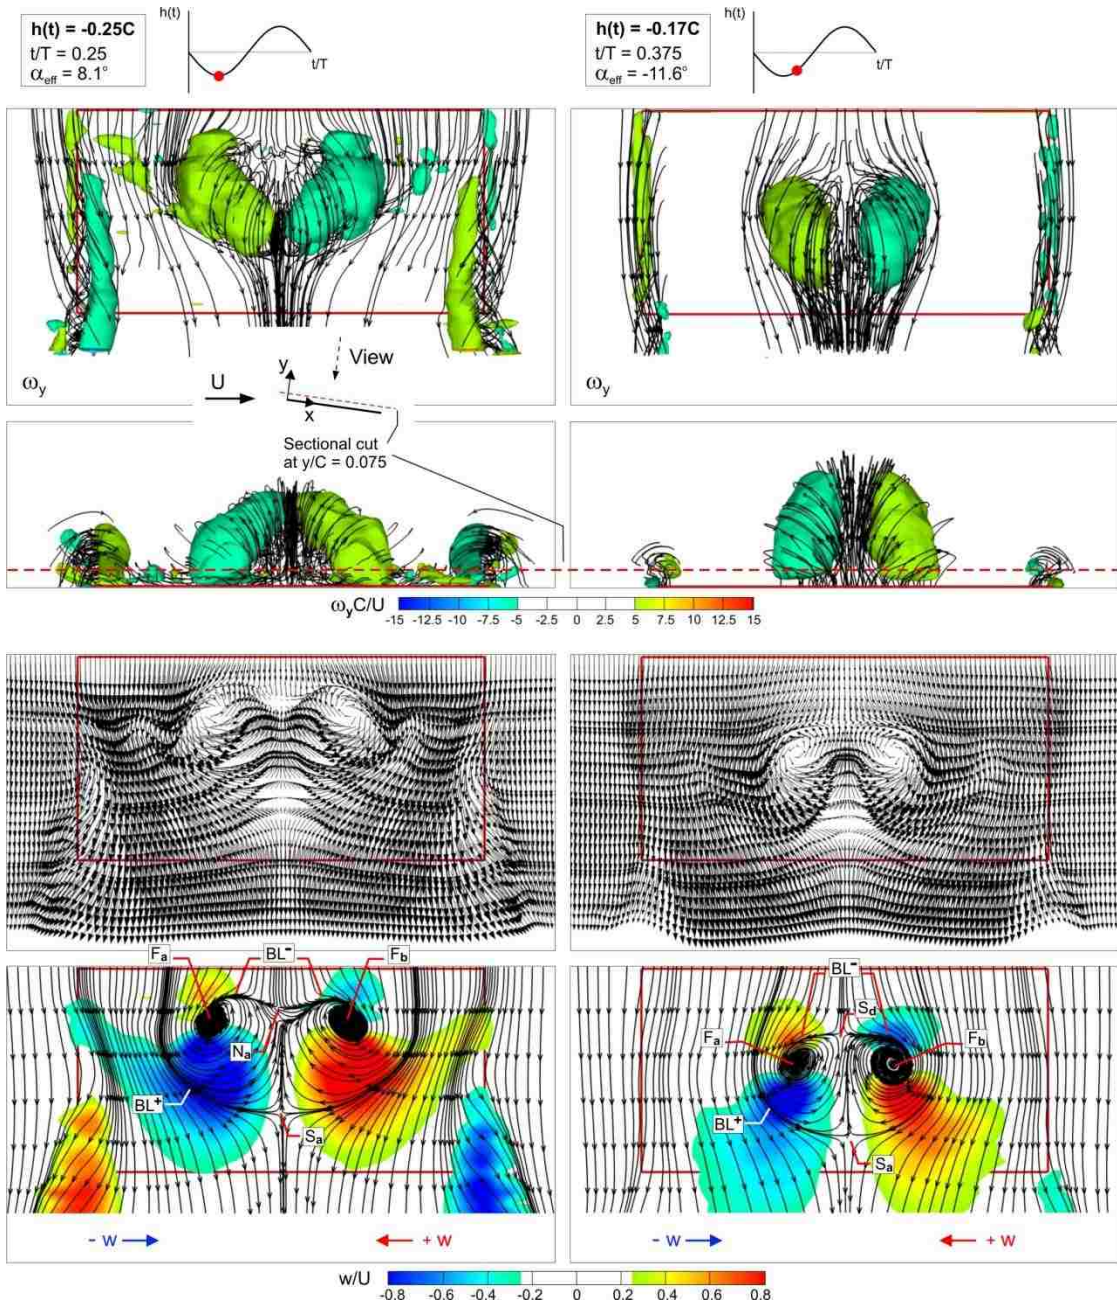 h(t)
h(t) = -0.25C
t/T = 0.25
αeff = 8.1°
t/T
h(t)
h(t) = -0.17C
t/T = 0.375
αeff = -11.6°
t/T
ωy
U
y
x
View
Sectional cut
at y/C = 0.075
ωy
ωyC/U
-15 -12.5 -10 -7.5 -5 -2.5 0 2.5 5 7.5 10 12.5 15
Fa
BL-
Fb
Na
BL+
Sa
- w
+ w
BL-
Sd
Fa
Fb
BL+
Sa
- w
+ w
w/U
-0.8 -0.6 -0.4 -0.2 0 0.2 0.4 0.6 0.8